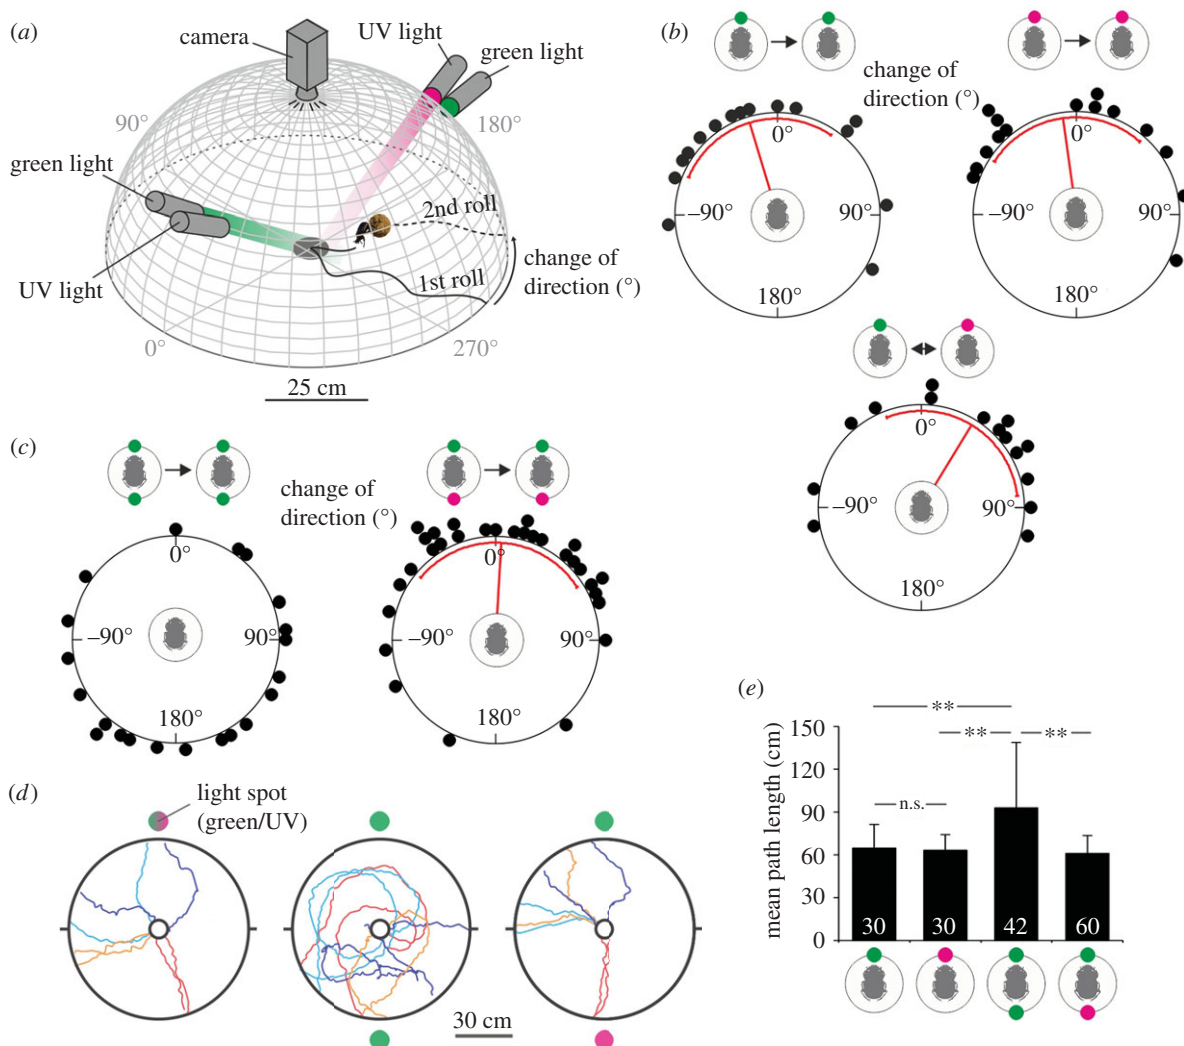 (a)
camera
UV light
green light
90°
180°
green light
UV light
2nd roll
1st roll
change of
direction (°)
0°
270°
25 cm
(b)
change of
direction (°)
0°
–90°
90°
180°
0°
–90°
90°
180°
0°
–90°
90°
180°
(c)
change of
direction (°)
0°
–90°
90°
180°
0°
–90°
90°
180°
(d)
light spot
(green/UV)
30 cm
(e)
mean path length (cm)
150
120
90
60
30
0
**
**
**
n.s.
30
30
42
60